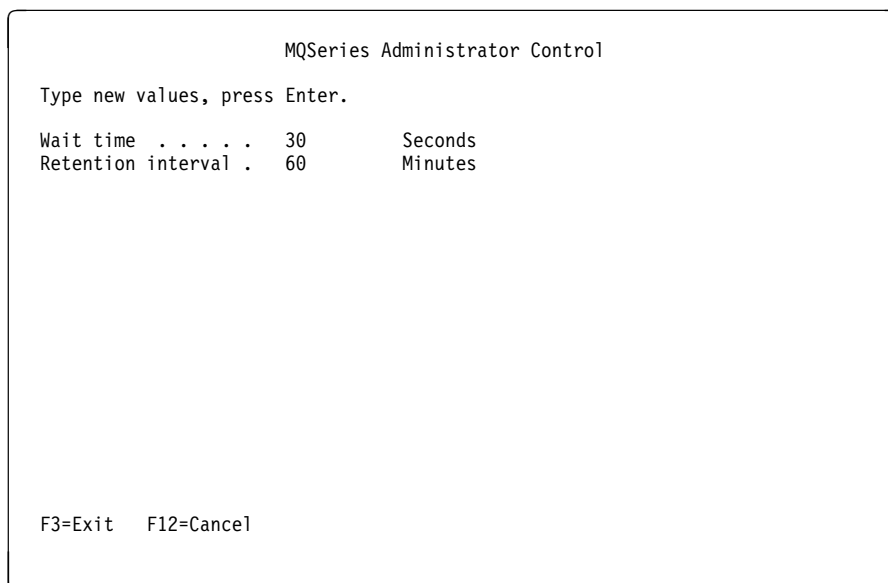 MQSeries Administrator Control
Type new values, press Enter.
Wait time . . . . . 30 Seconds
Retention interval . 60 Minutes
F3=Exit F12=Cancel